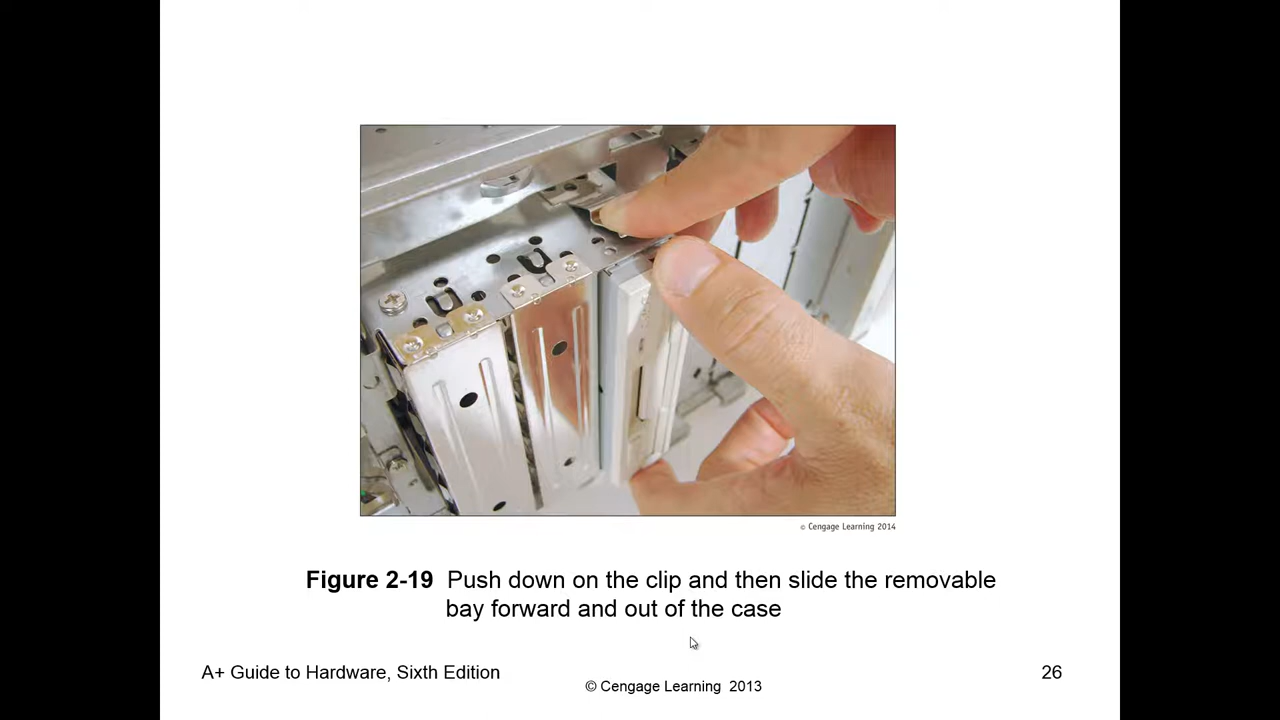 © Cengage Learning 2014
Figure 2-19 Push down on the clip and then slide the removable
bay forward and out of the case
A+ Guide to Hardware, Sixth Edition
© Cengage Learning 2013
26